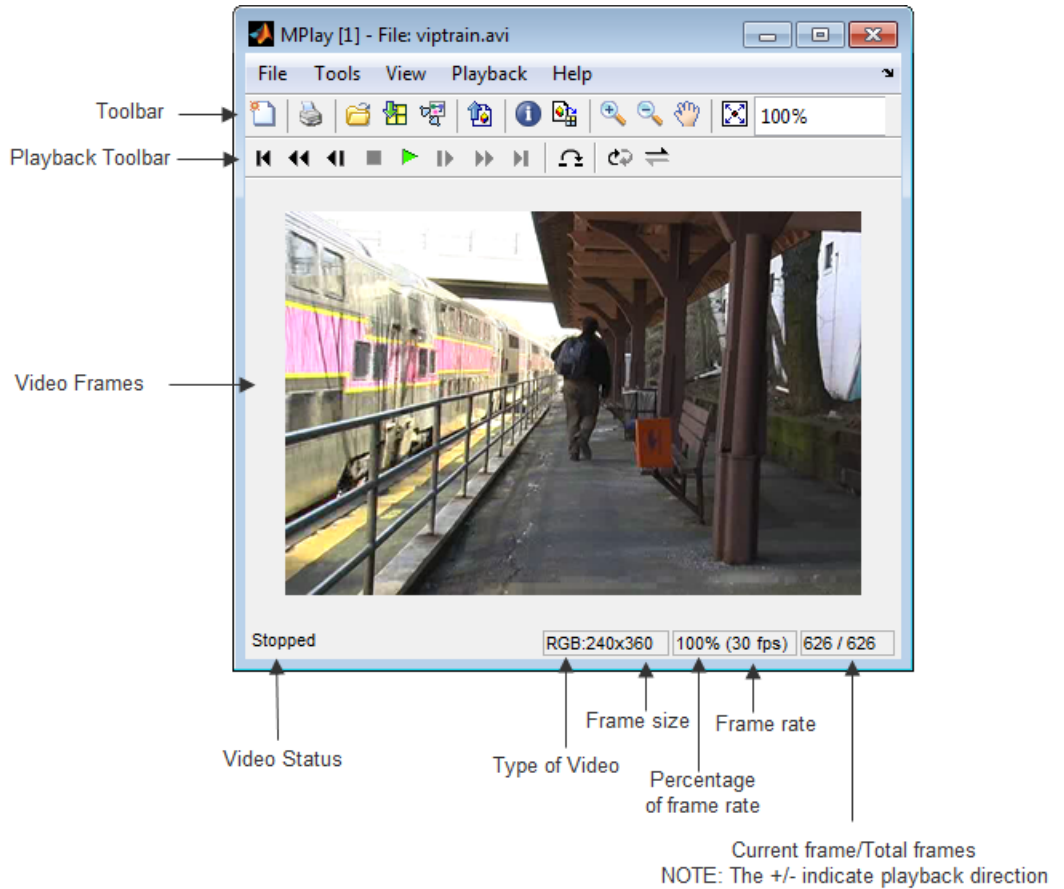 MPlay [1] - File: viptrain.avi
File Tools View Playback Help
Toolbar
100%
Playback Toolbar
Video Frames
Stopped
RGB:240x360 100% (30 fps) 626 / 626
Frame size
Frame rate
Video Status
Type of Video
Percentage
of frame rate
Current frame/Total frames
NOTE: The +/- indicate playback direction